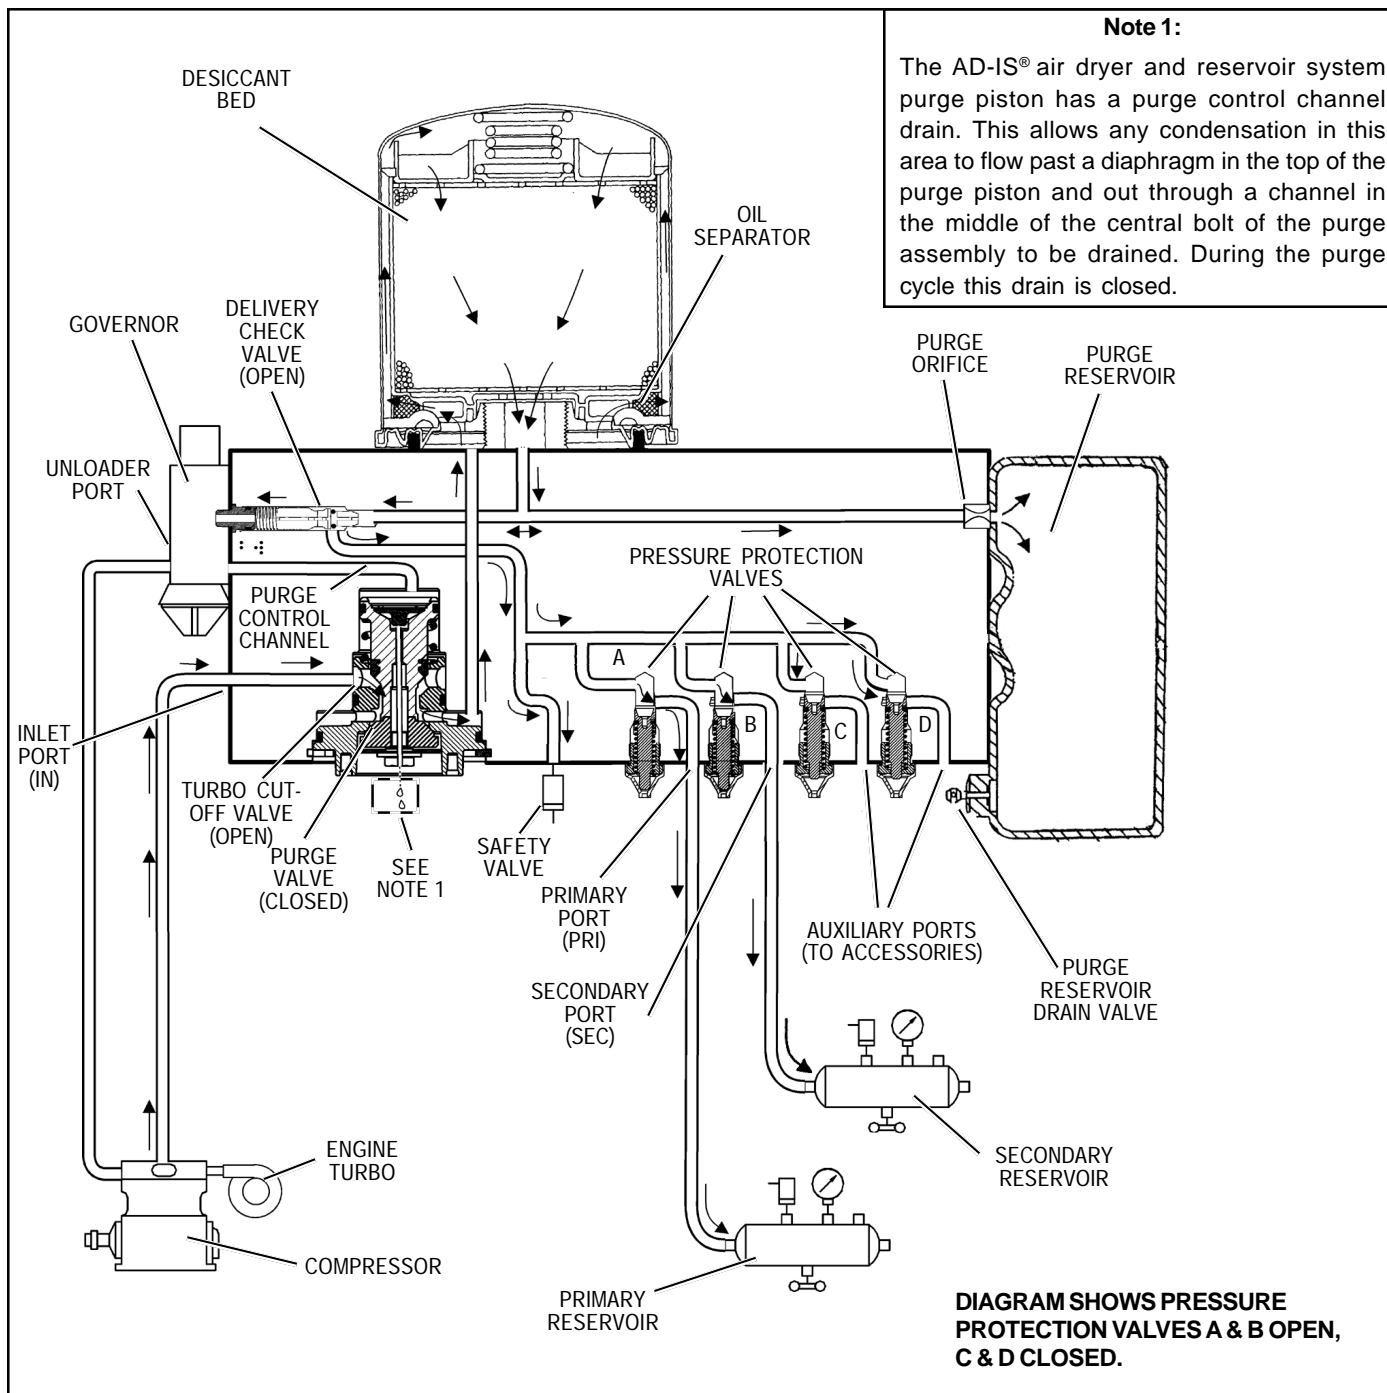 Note 1:
The AD-IS® air dryer and reservoir system
purge piston has a purge control channel
drain. This allows any condensation in this
area to flow past a diaphragm in the top of the
purge piston and out through a channel in
the middle of the central bolt of the purge
assembly to be drained. During the purge
cycle this drain is closed.
DESICCANT
BED
OIL
SEPARATOR
GOVERNOR
DELIVERY
CHECK
VALVE
(OPEN)
PURGE
ORIFICE
PURGE
RESERVOIR
UNLOADER
PORT
PRESSURE PROTECTION
VALVES
PURGE
CONTROL
CHANNEL
A
B
C
D
INLET
PORT
(IN)
TURBO CUT-
OFF VALVE
(OPEN)
PURGE
VALVE
(CLOSED)
SEE
NOTE 1
SAFETY
VALVE
PRIMARY
PORT
(PRI)
AUXILIARY PORTS
(TO ACCESSORIES)
SECONDARY
PORT
(SEC)
PURGE
RESERVOIR
DRAIN VALVE
ENGINE
TURBO
SECONDARY
RESERVOIR
COMPRESSOR
PRIMARY
RESERVOIR
DIAGRAM SHOWS PRESSURE
PROTECTION VALVES A & B OPEN,
C & D CLOSED.